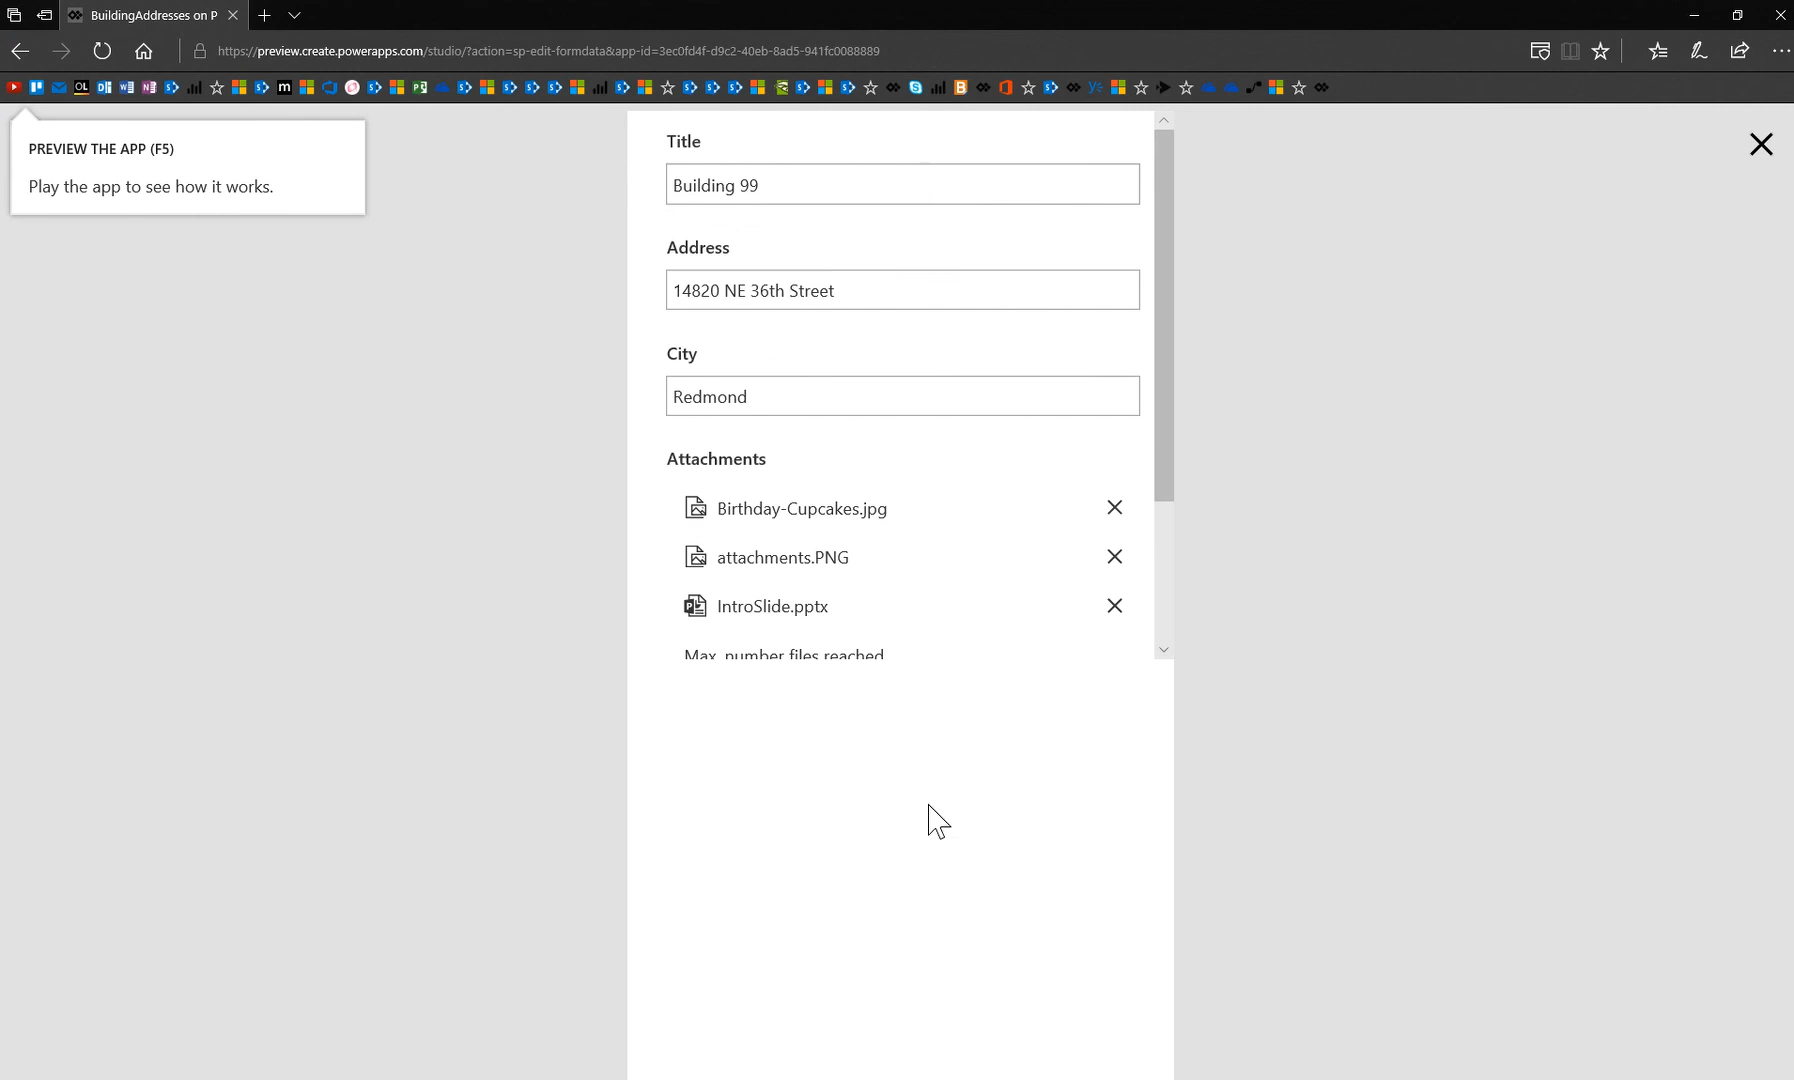 BuildingAddresses on P
https://preview.create.powerapps.com/studio/?action=sp-edit-formdata&app-id=3ec0fd4f-d9c2-40eb-8ad5-941fc0088889
PREVIEW THE APP (F5)
Play the app to see how it works.
Title
Building 99
Address
14820 NE 36th Street
City
Redmond
Attachments
Birthday-Cupcakes.jpg
attachments.PNG
IntroSlide.pptx
Max. number files reached